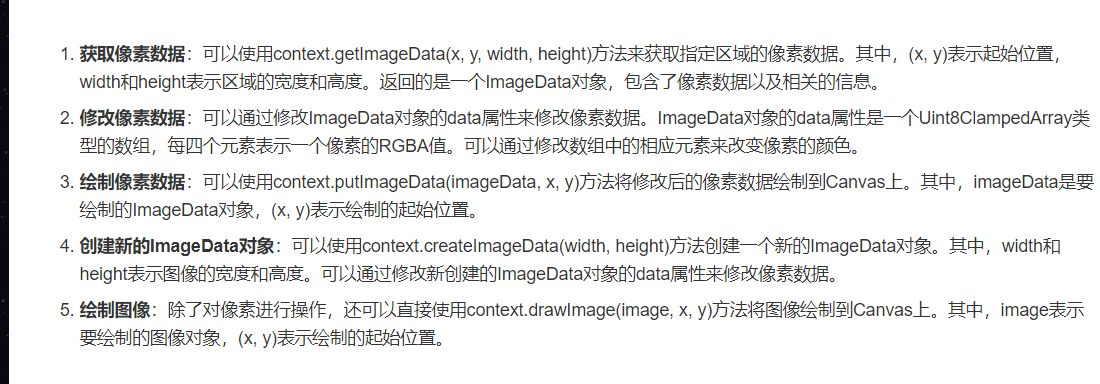 1. 获取像素数据：可以使用context.getImageData(x, y, width, height)方法来获取指定区域的像素数据。其中，(x, y)表示起始位置，
width和height表示区域的宽度和高度。返回的是一个ImageData对象，包含了像素数据以及相关的信息。
2. 修改像素数据：可以通过修改ImageData对象的data属性来修改像素数据。ImageData对象的data属性是一个Uint8ClampedArray类
型的数组，每四个元素表示一个像素的RGBA值。可以通过修改数组中的相应元素来改变像素的颜色。
3. 绘制像素数据：可以使用context.putImageData(imageData, x, y)方法将修改后的像素数据绘制到Canvas上。其中，imageData是要
绘制的ImageData对象，(x, y)表示绘制的起始位置。
4. 创建新的ImageData对象：可以使用context.createImageData(width, height)方法创建一个新的ImageData对象。其中，width和
height表示图像的宽度和高度。可以通过修改新创建的ImageData对象的data属性来修改像素数据。
5. 绘制图像：除了对像素进行操作，还可以直接使用context.drawImage(image, x, y)方法将图像绘制到Canvas上。其中，image表示
要绘制的图像对象，(x, y)表示绘制的起始位置。